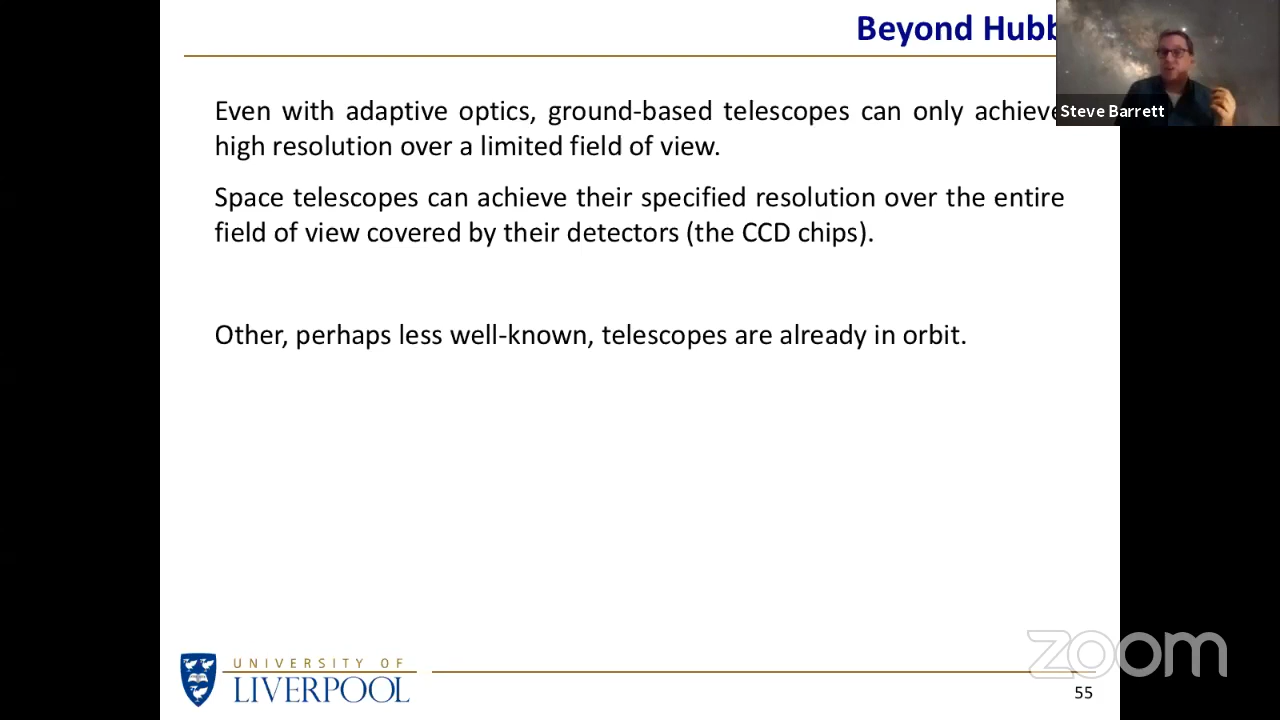 Beyond Hubb
Steve Barrett
Even with adaptive optics, ground-based telescopes can only achieve
high resolution over a limited field of view.
Space telescopes can achieve their specified resolution over the entire
field of view covered by their detectors (the CCD chips).
Other, perhaps less well-known, telescopes are already in orbit.
UNIVERSITY OF
LIVERPOOL
zoom
55